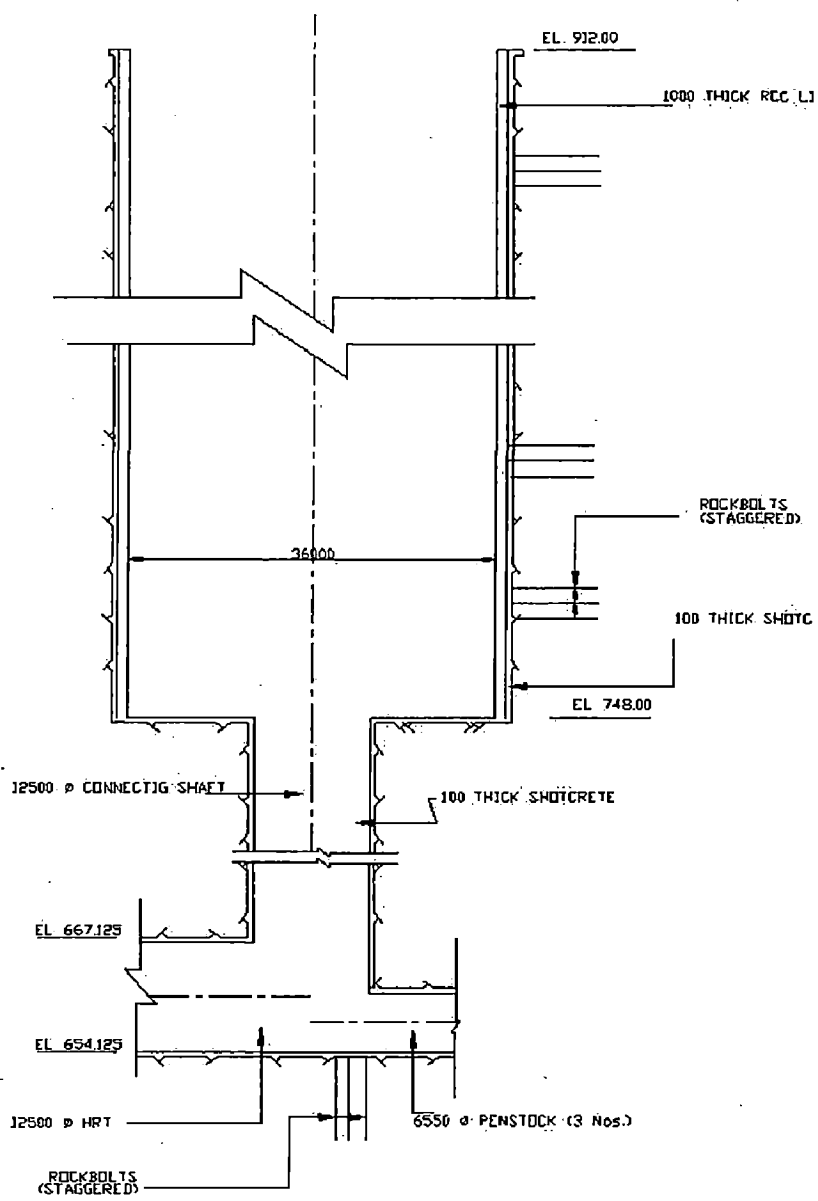 EL. 912.00
1000 THICK RCC LI
36000
ROCKBOLTS
(STAGGERED)
100 THICK SHOTC
EL 748.00
12500 Ø CONNECTIG SHAFT
100 THICK SHOTCRETE
EL 667.125
EL 654.125
12500 Ø HRT
6550 Ø PENSTOCK (3 Nos.)
ROCKBOLTS
(STAGGERED)